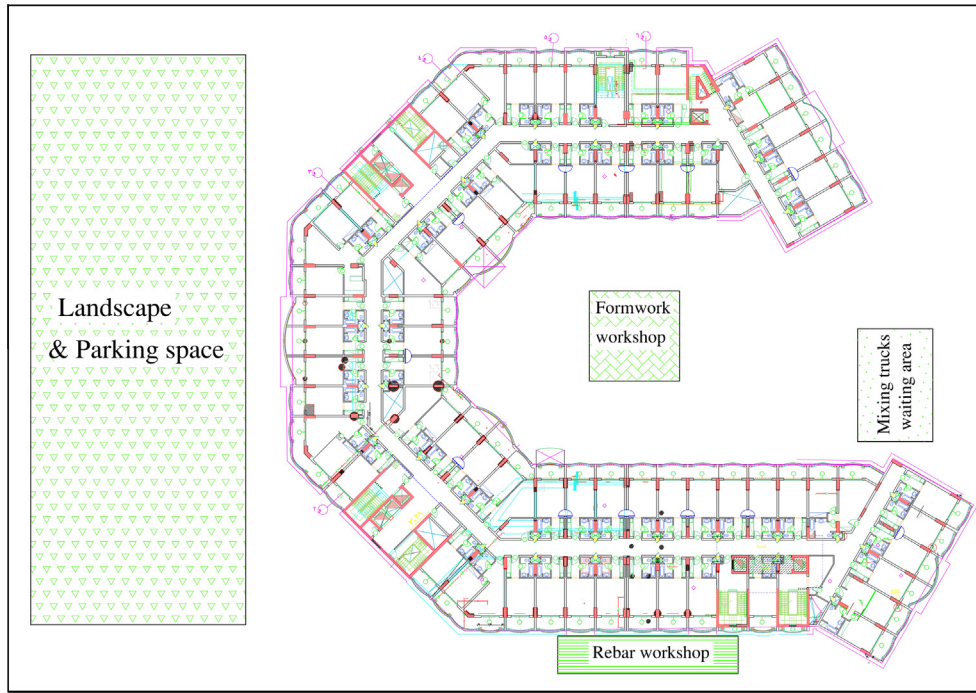 Landscape
& Parking space
Formwork
workshop
Mixing trucks
waiting area
Rebar workshop